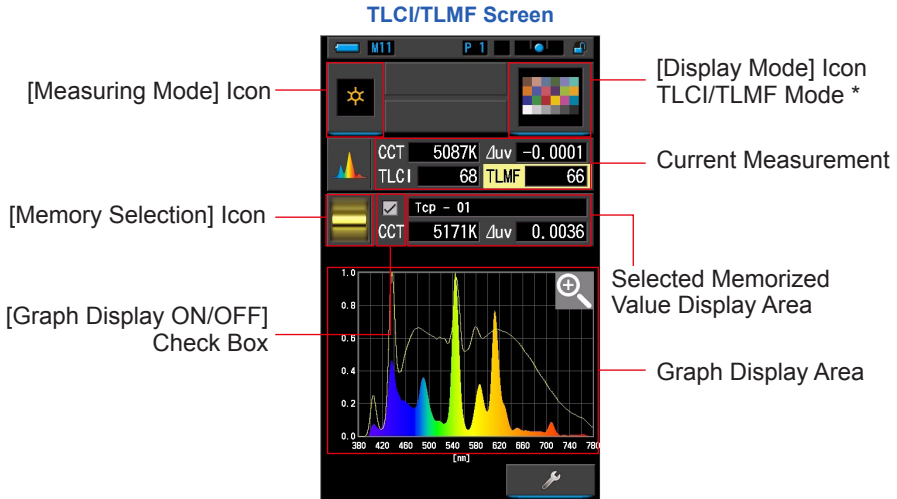 TLCI/TLMF Screen
M11 P 1
[Measuring Mode] Icon
[Display Mode] Icon
TLCI/TLMF Mode *
CCT 5087K ⊿uv -0.0001
TLCI 68 TLMF 66
Current Measurement
[Memory Selection] Icon
Tcp - 01
CCT 5171K ⊿uv 0.0036
Selected Memorized
Value Display Area
[Graph Display ON/OFF]
Check Box
Graph Display Area
1.0
0.8
0.6
0.4
0.2
0.0
380 420 460 500 540 580 620 660 700 740 780
[nm]